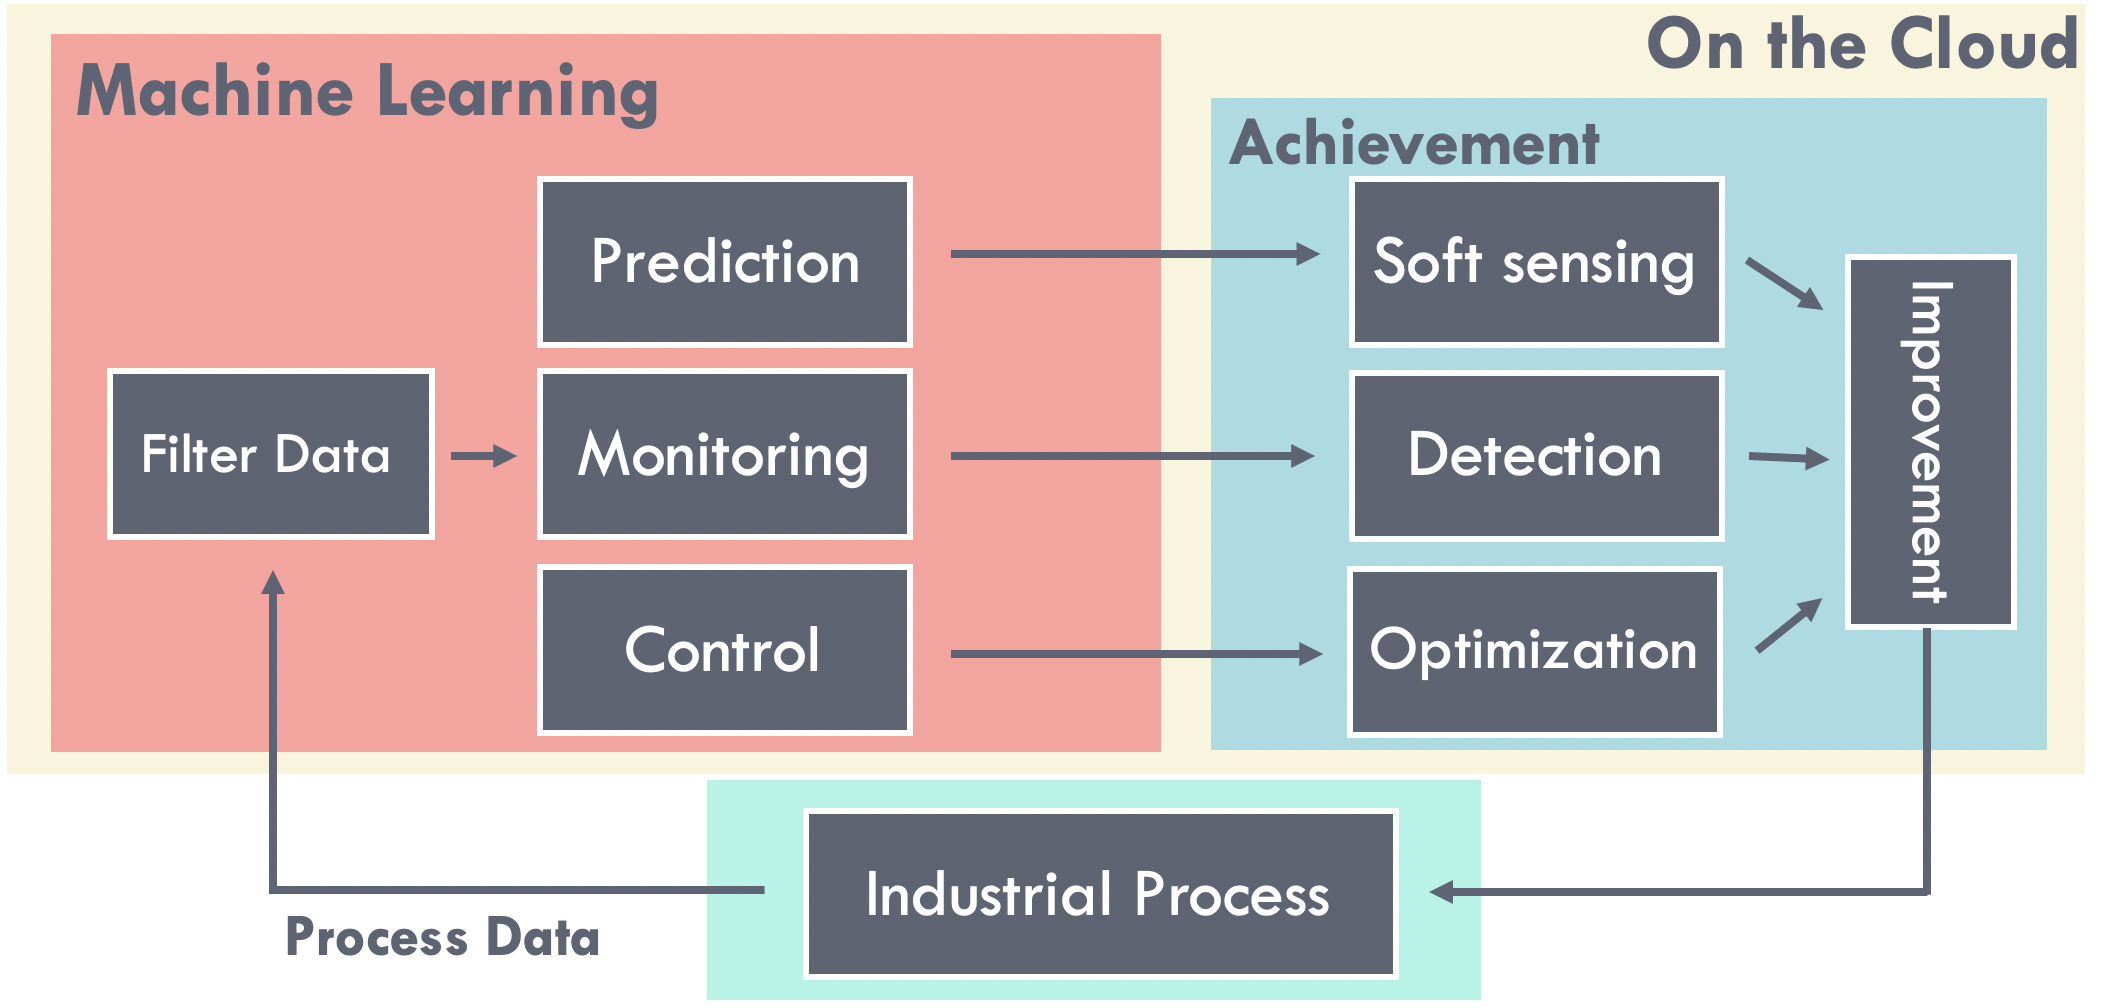 On the Cloud
Machine Learning
Achievement
Prediction
Soft sensing
Improvement
Filter Data
Monitoring
Detection
Control
Optimization
Industrial Process
Process Data